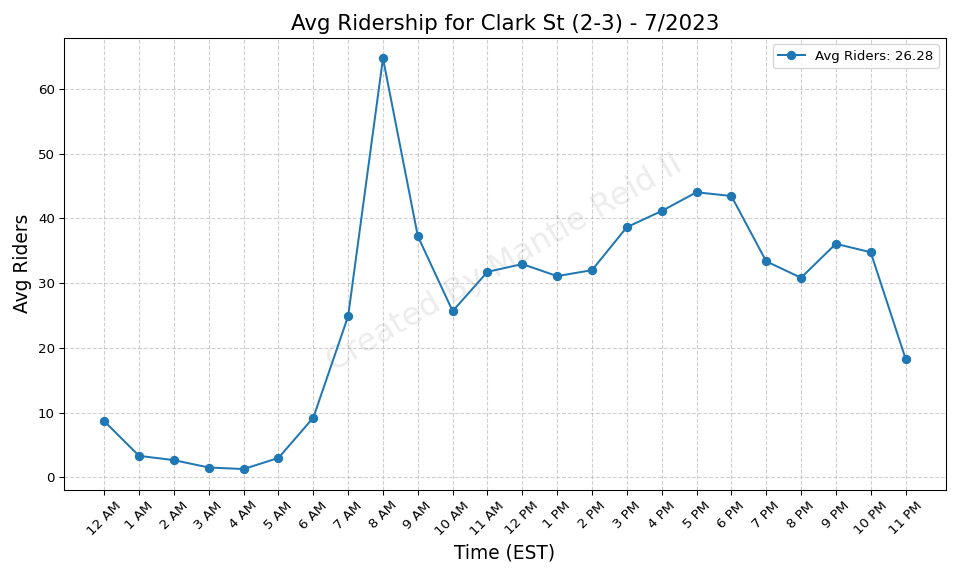 Avg Ridership for Clark St (2-3) - 7/2023
Avg Riders: 26.28
Avg Riders
60
50
40
30
20
10
0
Created By Mantle Reid II
12 AM
1 AM
2 AM
3 AM
4 AM
5 AM
6 AM
7 AM
8 AM
9 AM
10 AM
11 AM
12 PM
1 PM
2 PM
3 PM
4 PM
5 PM
6 PM
7 PM
8 PM
9 PM
10 PM
11 PM
Time (EST)